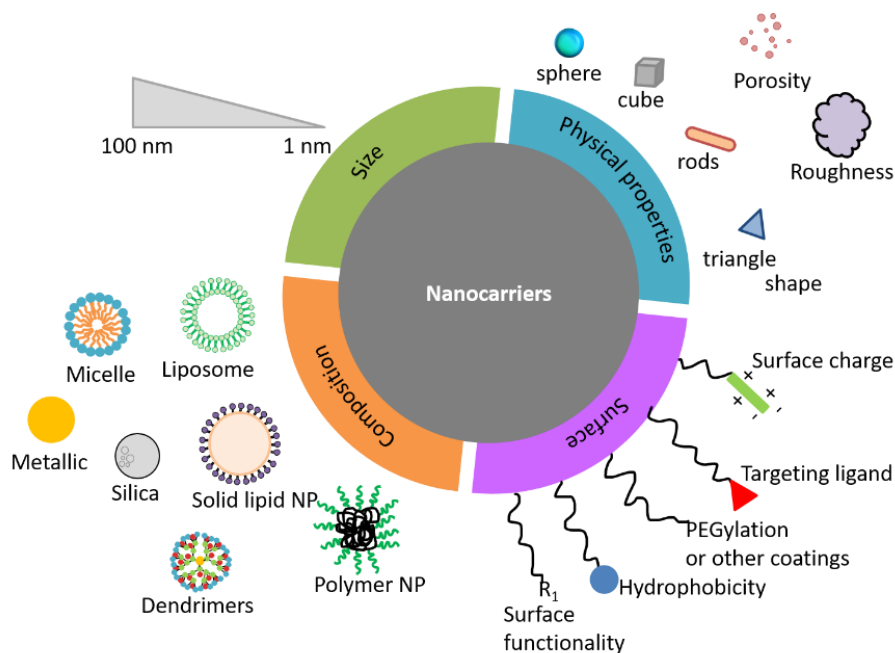 sphere
cube
Porosity
rods
Roughness
triangle
shape
100 nm
1 nm
Size
Physical properties
Nanocarriers
Composition
Surface
Micelle
Liposome
Metallic
Silica
Solid lipid NP
Dendrimers
Polymer NP
Surface charge
+
+
+
-
-
Targeting ligand
PEGylation
or other coatings
Hydrophobicity
R₁
Surface
functionality